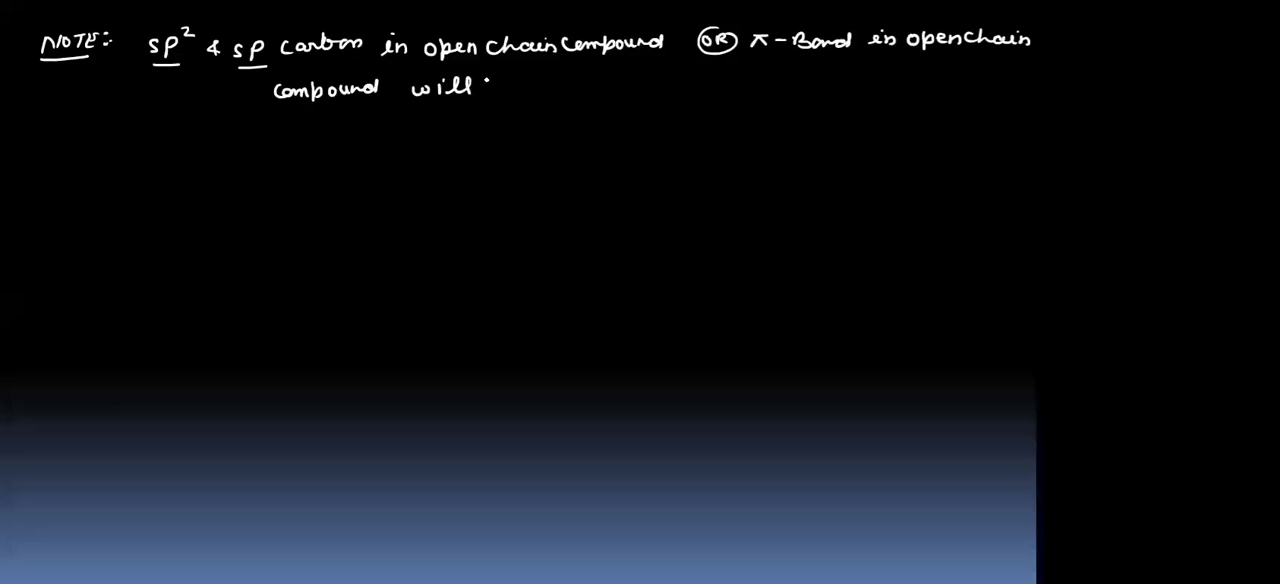 NOTE:- sp² & sp carbon in open chain compound OR π-Bond in open chain
compound will